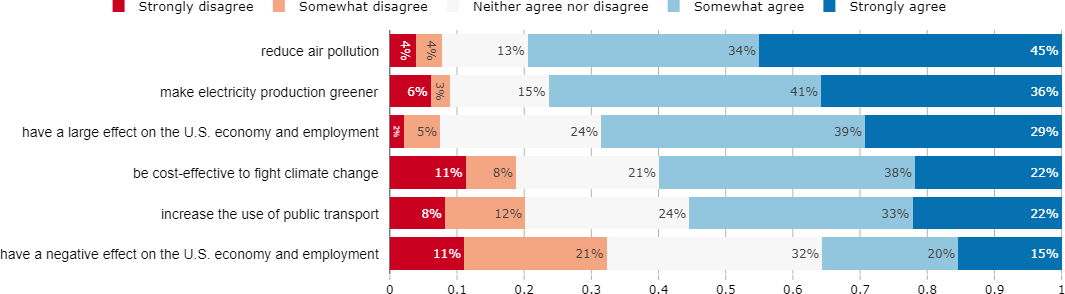 Strongly disagree Somewhat disagree Neither agree nor disagree Somewhat agree Strongly agree
reduce air pollution 4% 4% 13% 34% 45%
make electricity production greener 6% 3% 15% 41% 36%
have a large effect on the U.S. economy and employment 2% 5% 24% 39% 29%
be cost-effective to fight climate change 11% 8% 21% 38% 22%
increase the use of public transport 8% 12% 24% 33% 22%
have a negative effect on the U.S. economy and employment 11% 21% 32% 20% 15%
0 0.1 0.2 0.3 0.4 0.5 0.6 0.7 0.8 0.9 1